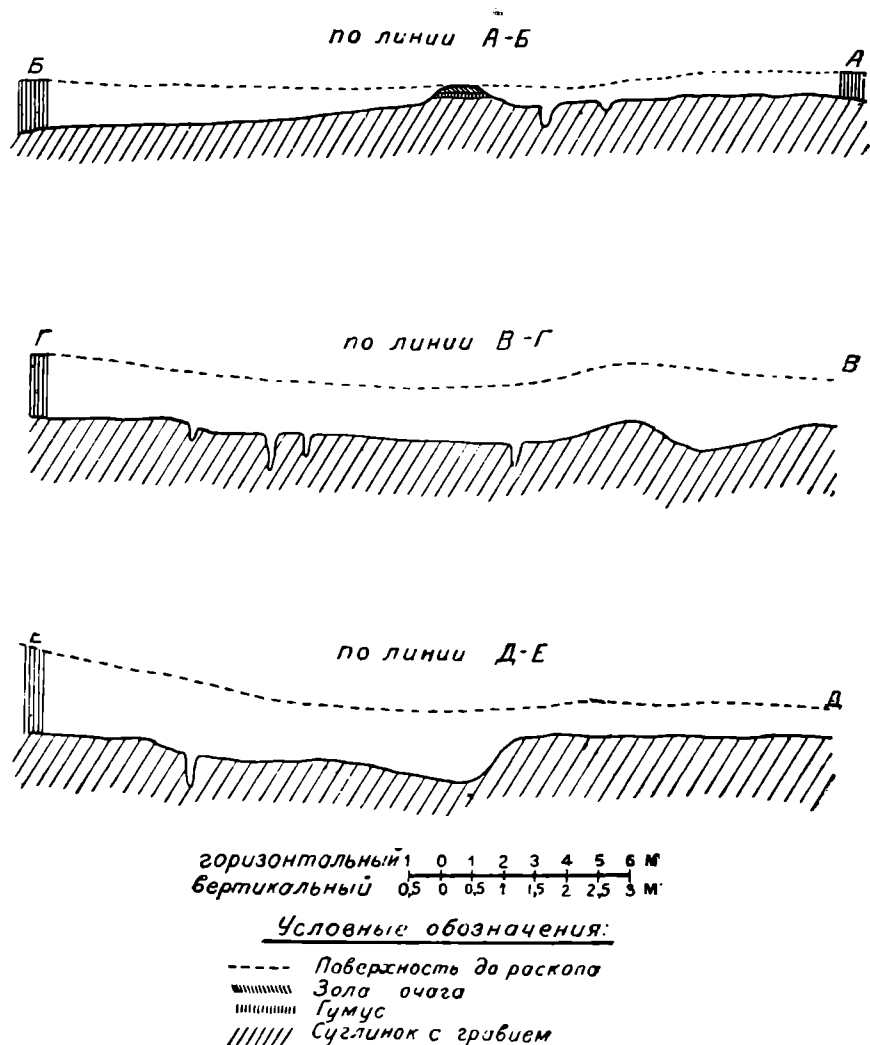 по линии А-Б
Б А
по линии В-Г
Г В
по линии Д-Е
Е Д
горизонтальный 1 0 1 2 3 4 5 6 м
вертикальный 0,5 0 0,5 1 1,5 2 2,5 3 м
Условные обозначения:
Поверхность до раскопа
Зола очага
Гумус
Суглинок с гравием